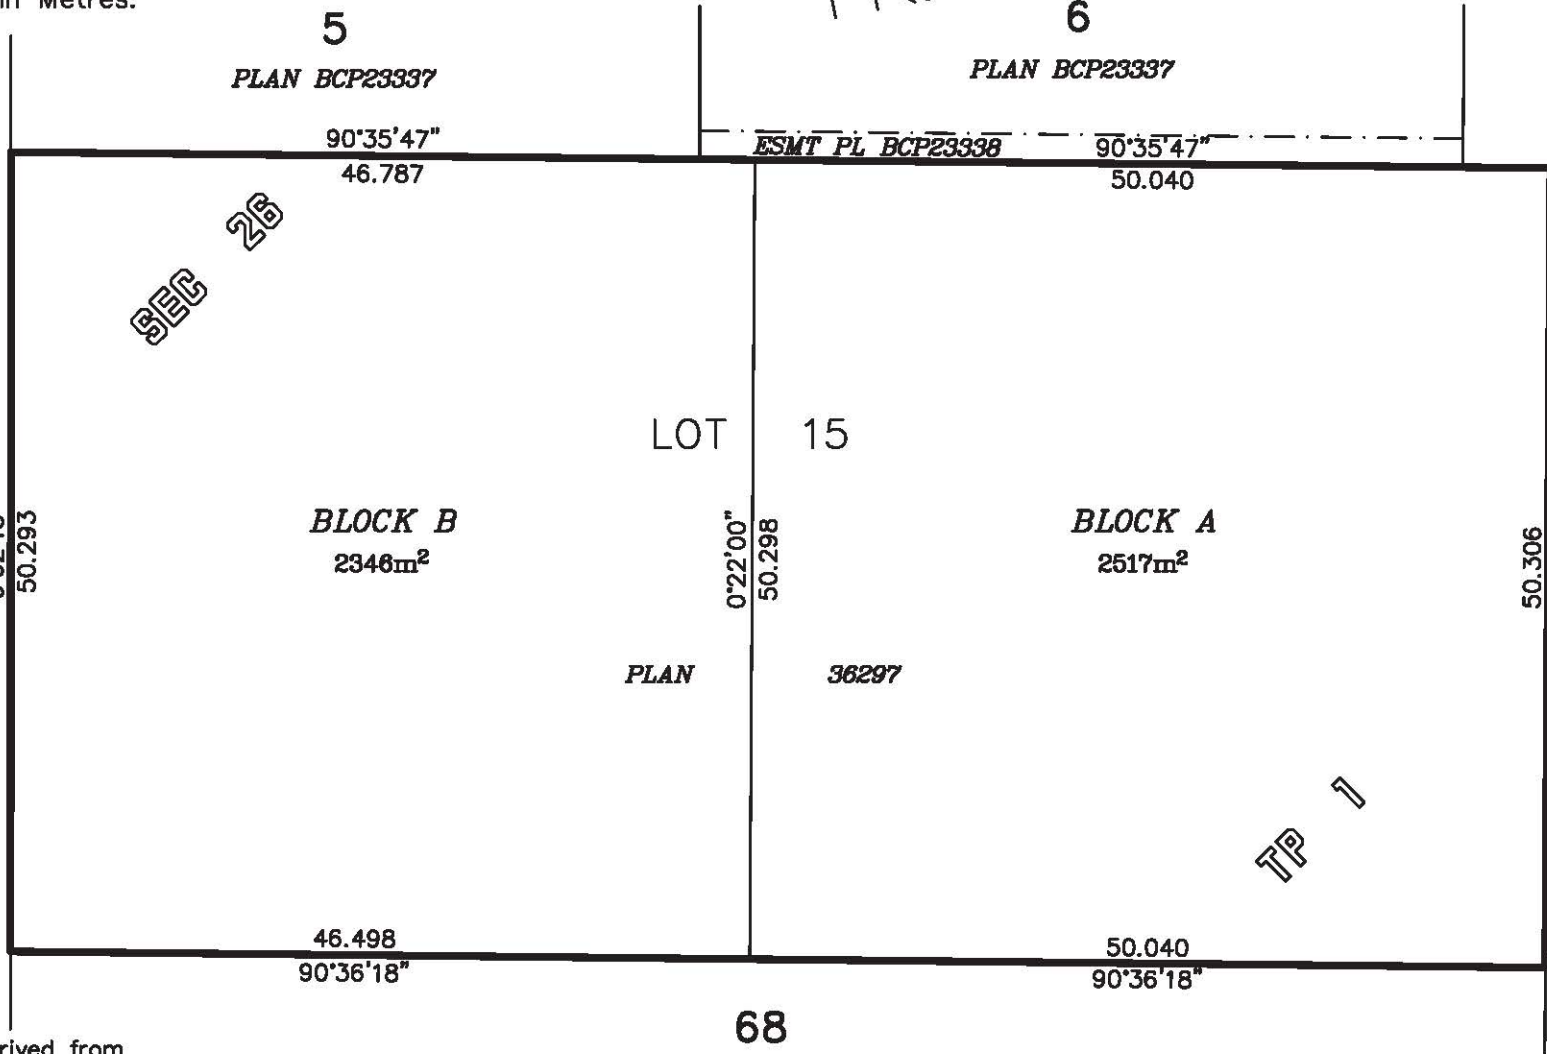 in Metres.
5
6
PLAN BCP23337
PLAN BCP23337
90°35'47"
ESMT PL BCP23338
90°35'47"
46.787
50.040
SEC 26
LOT 15
BLOCK B
BLOCK A
2346m²
2517m²
50.293
0°22'00"
50.298
50.306
PLAN 36297
TP 1
46.498
50.040
90°36'18"
90°36'18"
68
rived from